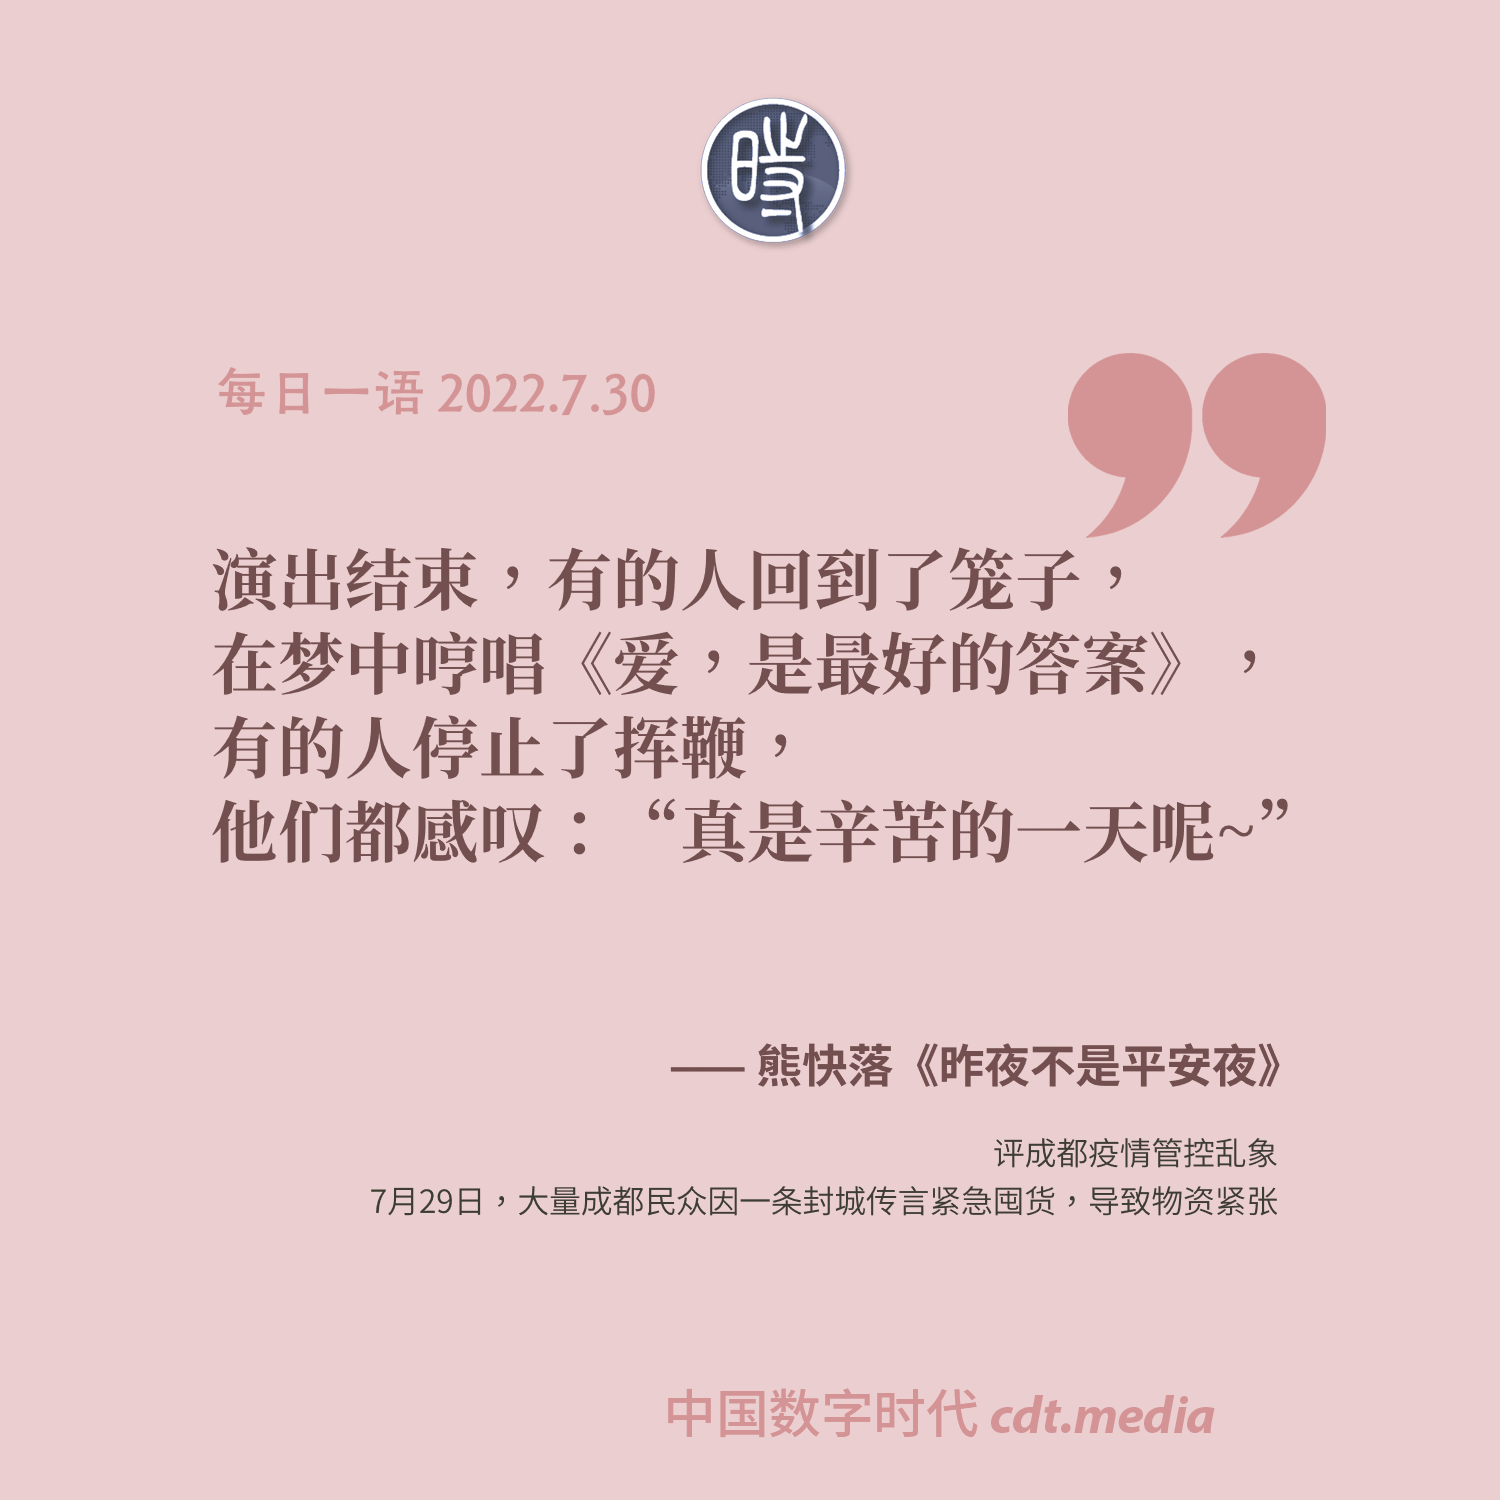 時
每日一语 2022.7.30
演出结束，有的人回到了笼子，
在梦中哼唱《爱，是最好的答案》，
有的人停止了挥鞭，
他们都感叹：“真是辛苦的一天呢~”
—— 熊快落《昨夜不是平安夜》
评成都疫情管控乱象
7月29日，大量成都民众因一条封城传言紧急囤货，导致物资紧张
中国数字时代 cdt.media